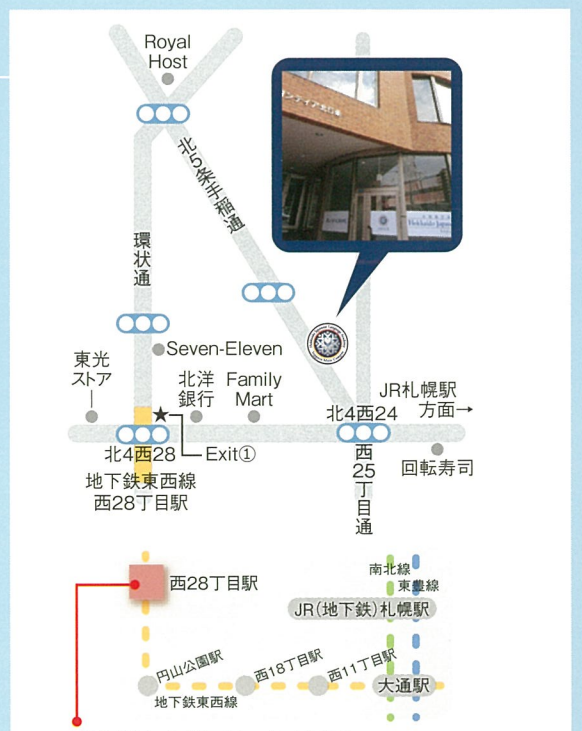 Royal
Host
北5条手稲通
環状通
Hokkaido Japan
Seven-Eleven
東光
ストア
北洋
銀行
Family
Mart
JR札幌駅
方面→
北4西24
北4西28
Exit①
西25丁目通
回転寿司
地下鉄東西線
西28丁目駅
南北線
東豊線
西28丁目駅
JR(地下鉄)札幌駅
円山公園駅
西18丁目駅
西11丁目駅
大通駅
地下鉄東西線